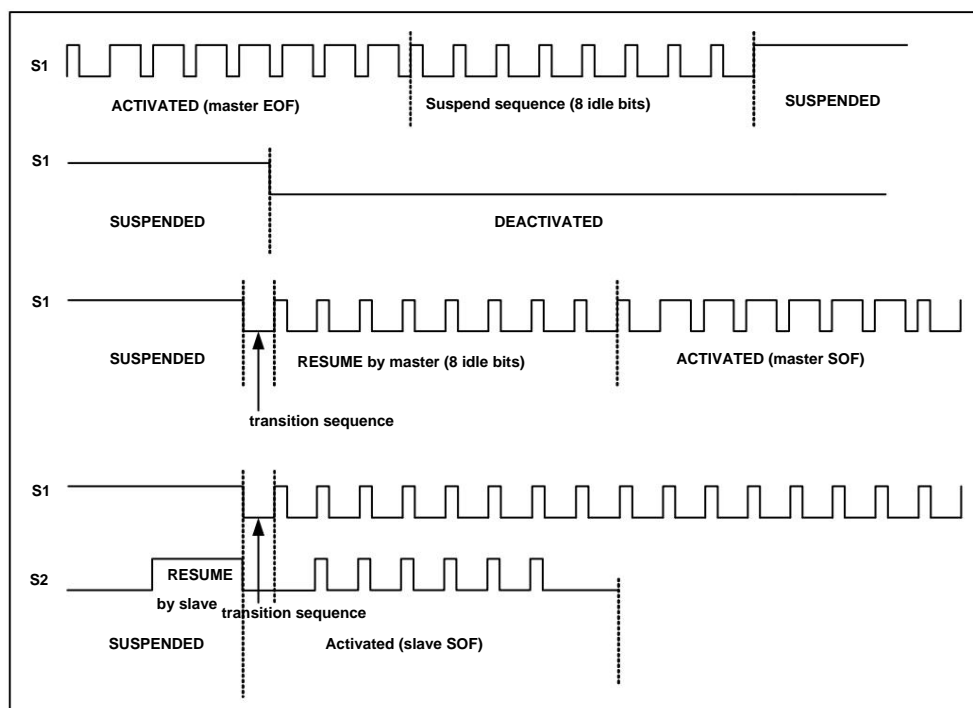 S1
ACTIVATED (master EOF)
Suspend sequence (8 idle bits)
SUSPENDED
S1
SUSPENDED
DEACTIVATED
S1
SUSPENDED
RESUME by master (8 idle bits)
ACTIVATED (master SOF)
transition sequence
S1
S2
RESUME
by slave
transition sequence
SUSPENDED
Activated (slave SOF)